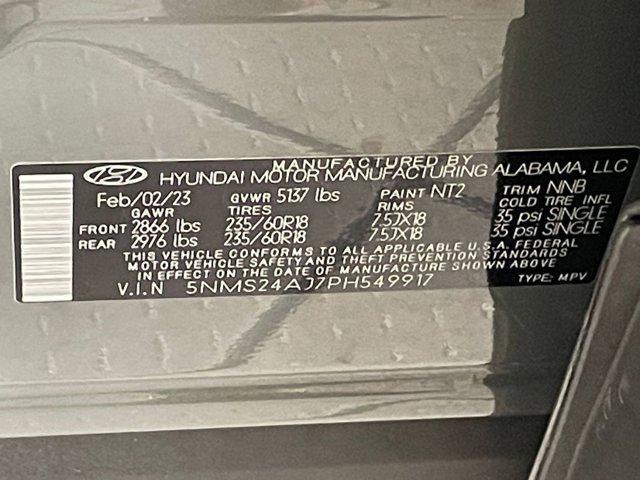 MANUFACTURED BY
HYUNDAI MOTOR MANUFACTURING ALABAMA, LLC
Feb/02/23 GVWR 5137 lbs PAINT NT2 TRIM NNB
GAWR TIRES RIMS COLD TIRE INFL
FRONT 2866 lbs 235/60R18 7.5JX18 35 psi SINGLE
REAR 2976 lbs 235/60R18 7.5JX18 35 psi SINGLE
THIS VEHICLE CONFORMS TO ALL APPLICABLE U.S.A. FEDERAL
MOTOR VEHICLE SAFETY AND THEFT PREVENTION STANDARDS
IN EFFECT ON THE DATE OF MANUFACTURE SHOWN ABOVE
V.I.N 5NMS24AJ7PH549917 TYPE: MPV